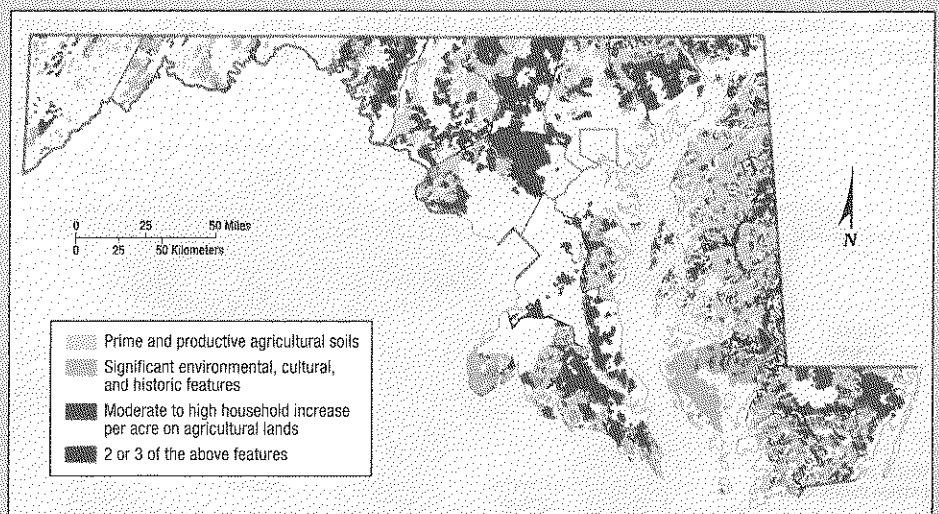 0 25 50 Miles
0 25 50 Kilometers
N
Prime and productive agricultural soils
Significant environmental, cultural,
and historic features
Moderate to high household increase
per acre on agricultural lands
2 or 3 of the above features